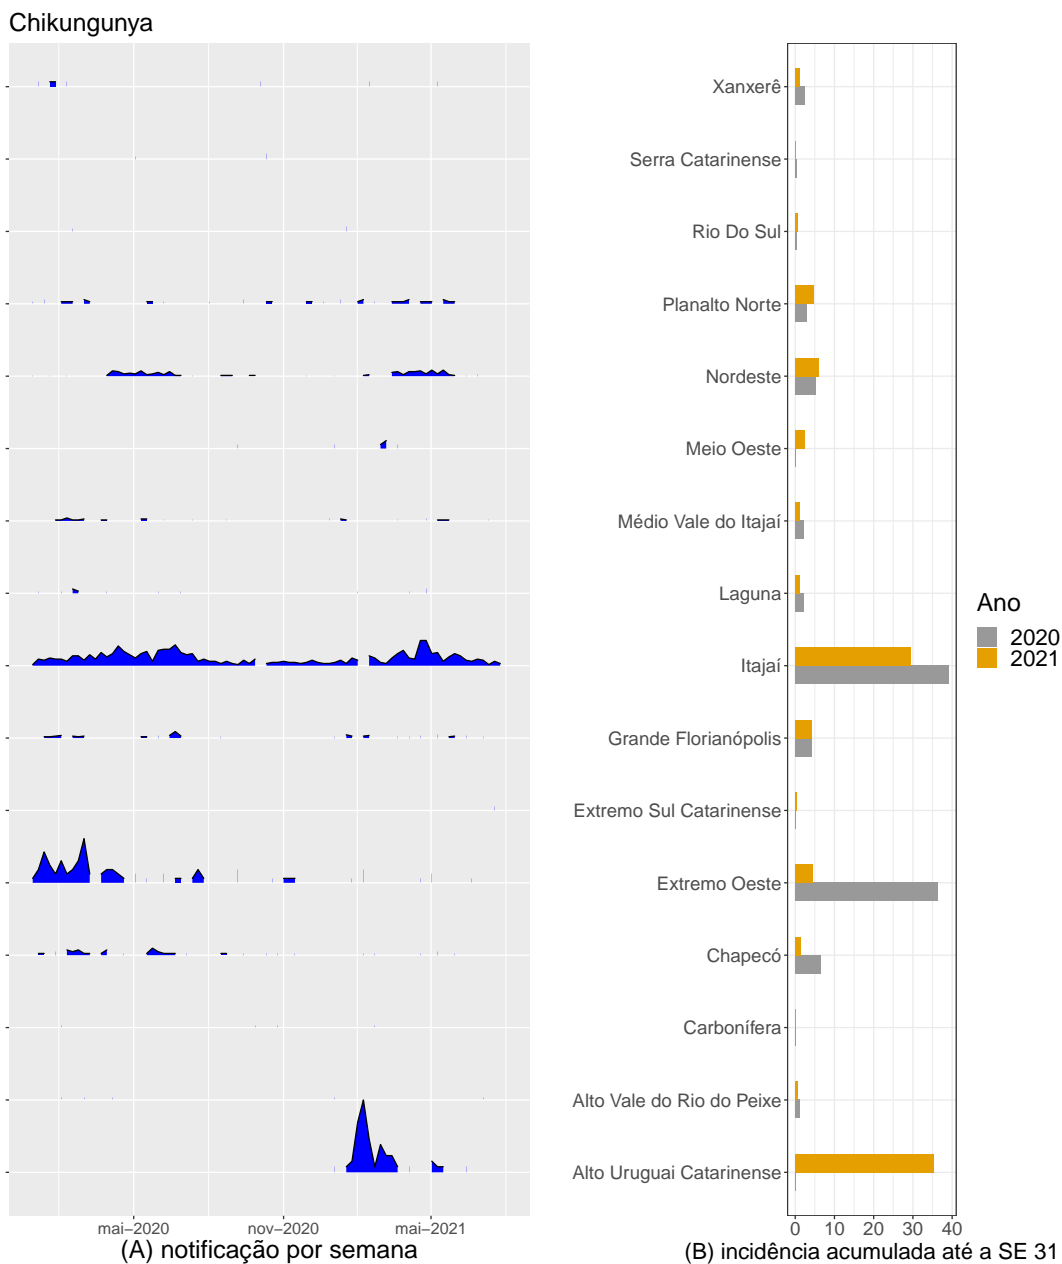 Chikungunya
Xanxerê
Serra Catarinense
Rio Do Sul
Planalto Norte
Nordeste
Meio Oeste
Médio Vale do Itajaí
Laguna
Itajaí
Grande Florianópolis
Extremo Sul Catarinense
Extremo Oeste
Chapecó
Carbonífera
Alto Vale do Rio do Peixe
Alto Uruguai Catarinense
Ano
2020
2021
mai–2020 nov–2020 mai–2021
(A) notificação por semana
0 10 20 30 40
(B) incidência acumulada até a SE 31